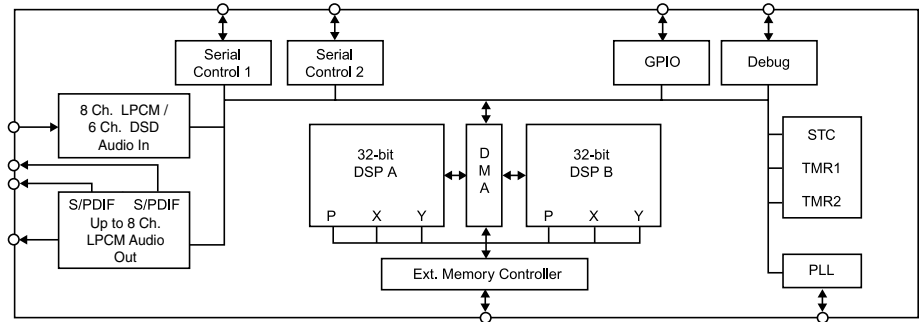 Serial
Control 1
Serial
Control 2
GPIO
Debug
8 Ch. LPCM /
6 Ch. DSD
Audio In
32-bit
DSP A
P X Y
D
M
A
32-bit
DSP B
P X Y
STC
TMR1
TMR2
S/PDIF S/PDIF
Up to 8 Ch.
LPCM Audio
Out
Ext. Memory Controller
PLL